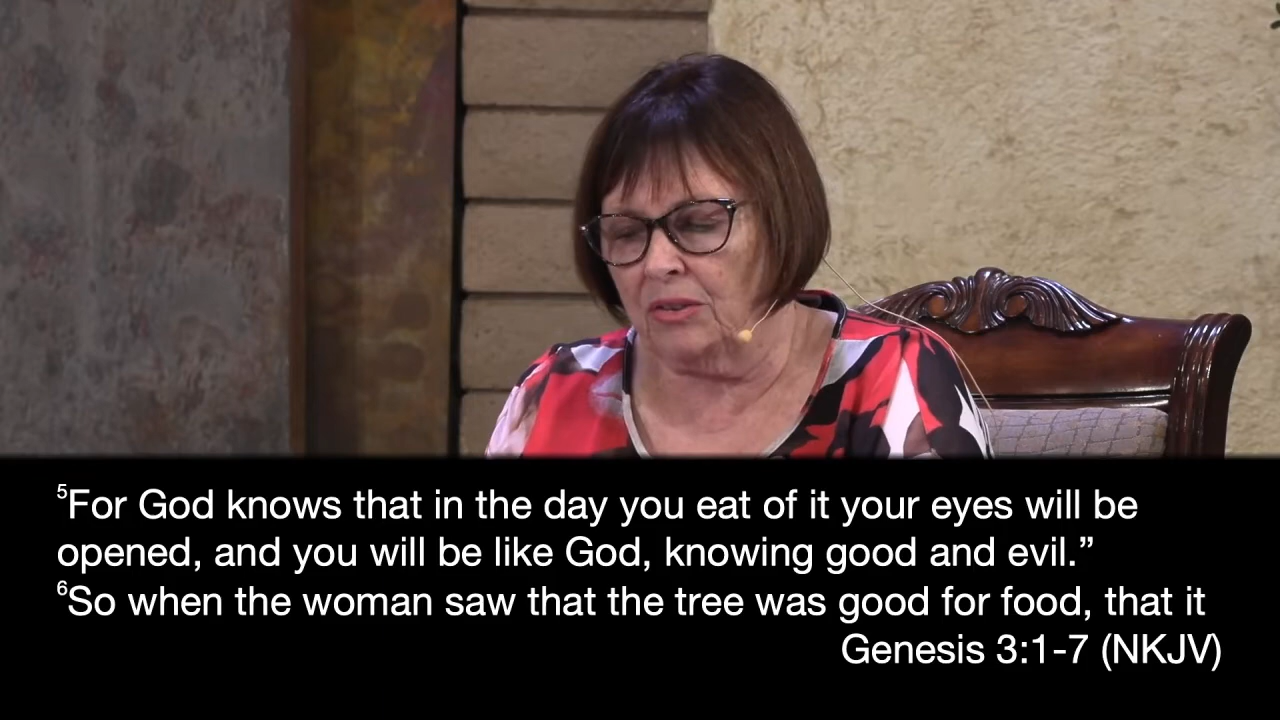 ⁵For God knows that in the day you eat of it your eyes will be
opened, and you will be like God, knowing good and evil.”
⁶So when the woman saw that the tree was good for food, that it
Genesis 3:1-7 (NKJV)